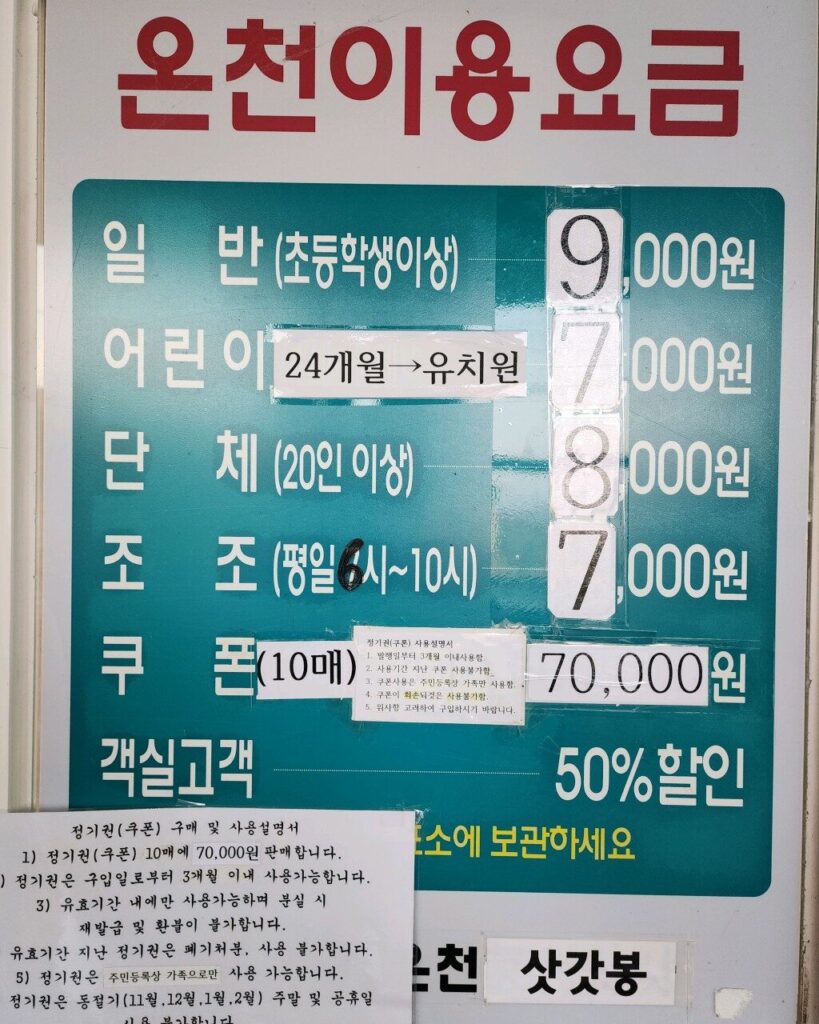 온천이용요금
일 반 (초등학생이상) 9,000원
어린이 24개월→유치원 7,000원
단 체 (20인 이상) 8,000원
조 조 (평일 6시~10시) 7,000원
쿠 폰 (10매) 70,000원
정기권(쿠폰) 사용설명서
1. 발행일부터 3개월 이내사용함.
2. 사용기간 지난 쿠폰 사용불가함.
3. 쿠폰사용은 주민등록상 가족만 사용함.
4. 쿠폰이 훼손되것은 사용불가함.
5. 위사항 고려하여 구입하시기 바랍니다.
객실고객 50%할인
소에 보관하세요
정기권(쿠폰) 구매 및 사용설명서
1) 정기권(쿠폰) 10매에 70,000원 판매합니다.
) 정기권은 구입일로부터 3개월 이내 사용가능합니다.
3) 유효기간 내에만 사용가능하며 분실 시
재발급 및 환불이 불가합니다.
유효기간 지난 정기권은 폐기처분, 사용 불가합니다.
5) 정기권은 주민등록상 가족으로만 사용 가능합니다.
정기권은 동절기(11월,12월,1월,2월) 주말 및 공휴일
사용 불가합니다
온천 삿갓봉